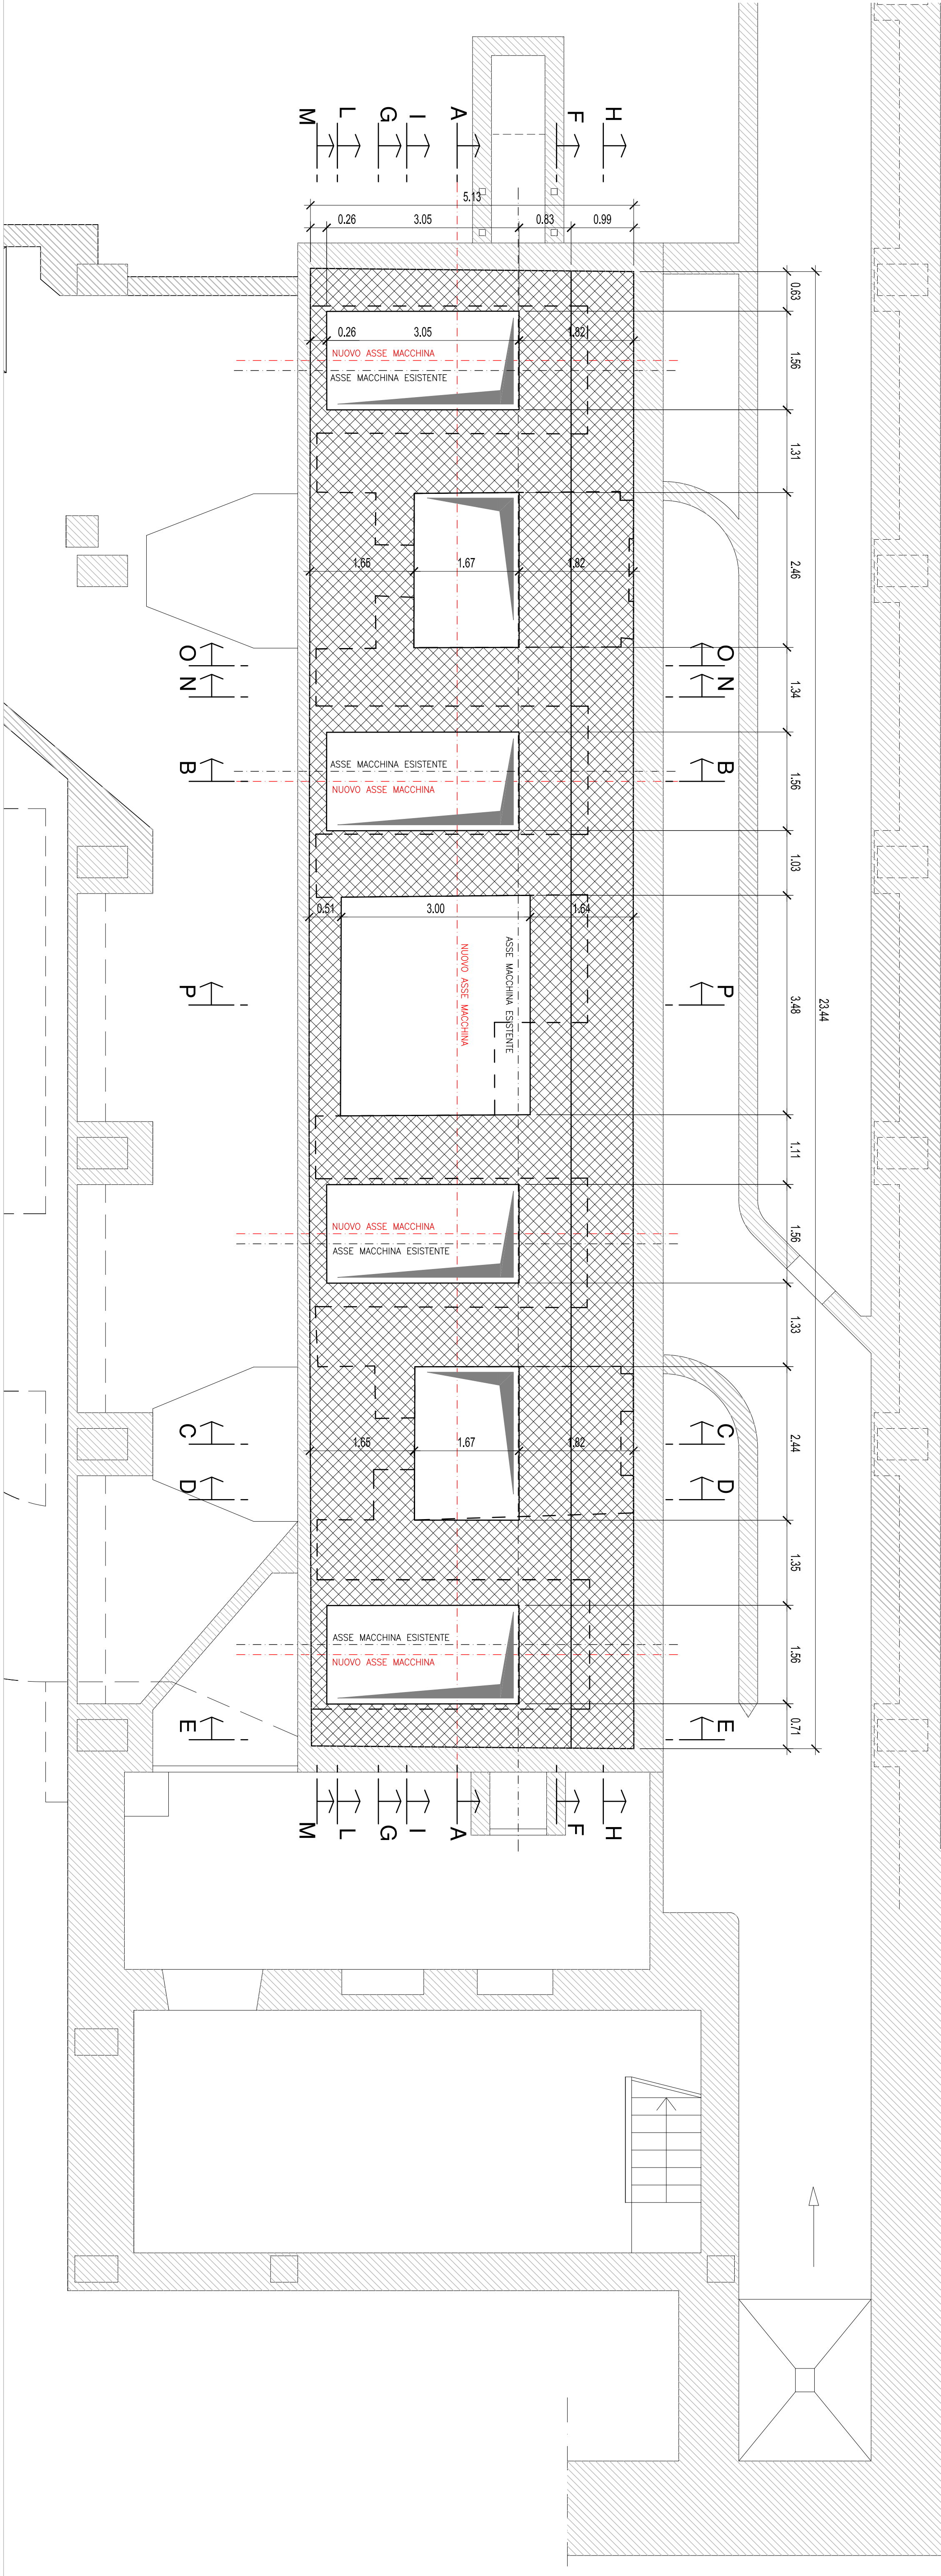 M L G I A F H
5.13
0.26 3.05 0.83 0.99
0.63
0.26 3.05 1.82
1.56
NUOVO ASSE MACCHINA
ASSE MACCHINA ESISTENTE
1.31
1.66 1.67 1.82
2.46
O O
N N
1.34
B B
ASSE MACCHINA ESISTENTE
NUOVO ASSE MACCHINA
1.56
1.03
0.51 3.00 1.64
ASSE MACCHINA ESISTENTE
NUOVO ASSE MACCHINA
P P
3.48
23.44
1.11
NUOVO ASSE MACCHINA
ASSE MACCHINA ESISTENTE
1.56
1.33
C C
1.65 1.67 1.82
2.44
D D
1.35
ASSE MACCHINA ESISTENTE
NUOVO ASSE MACCHINA
1.56
E E
0.71
M L G I A F H